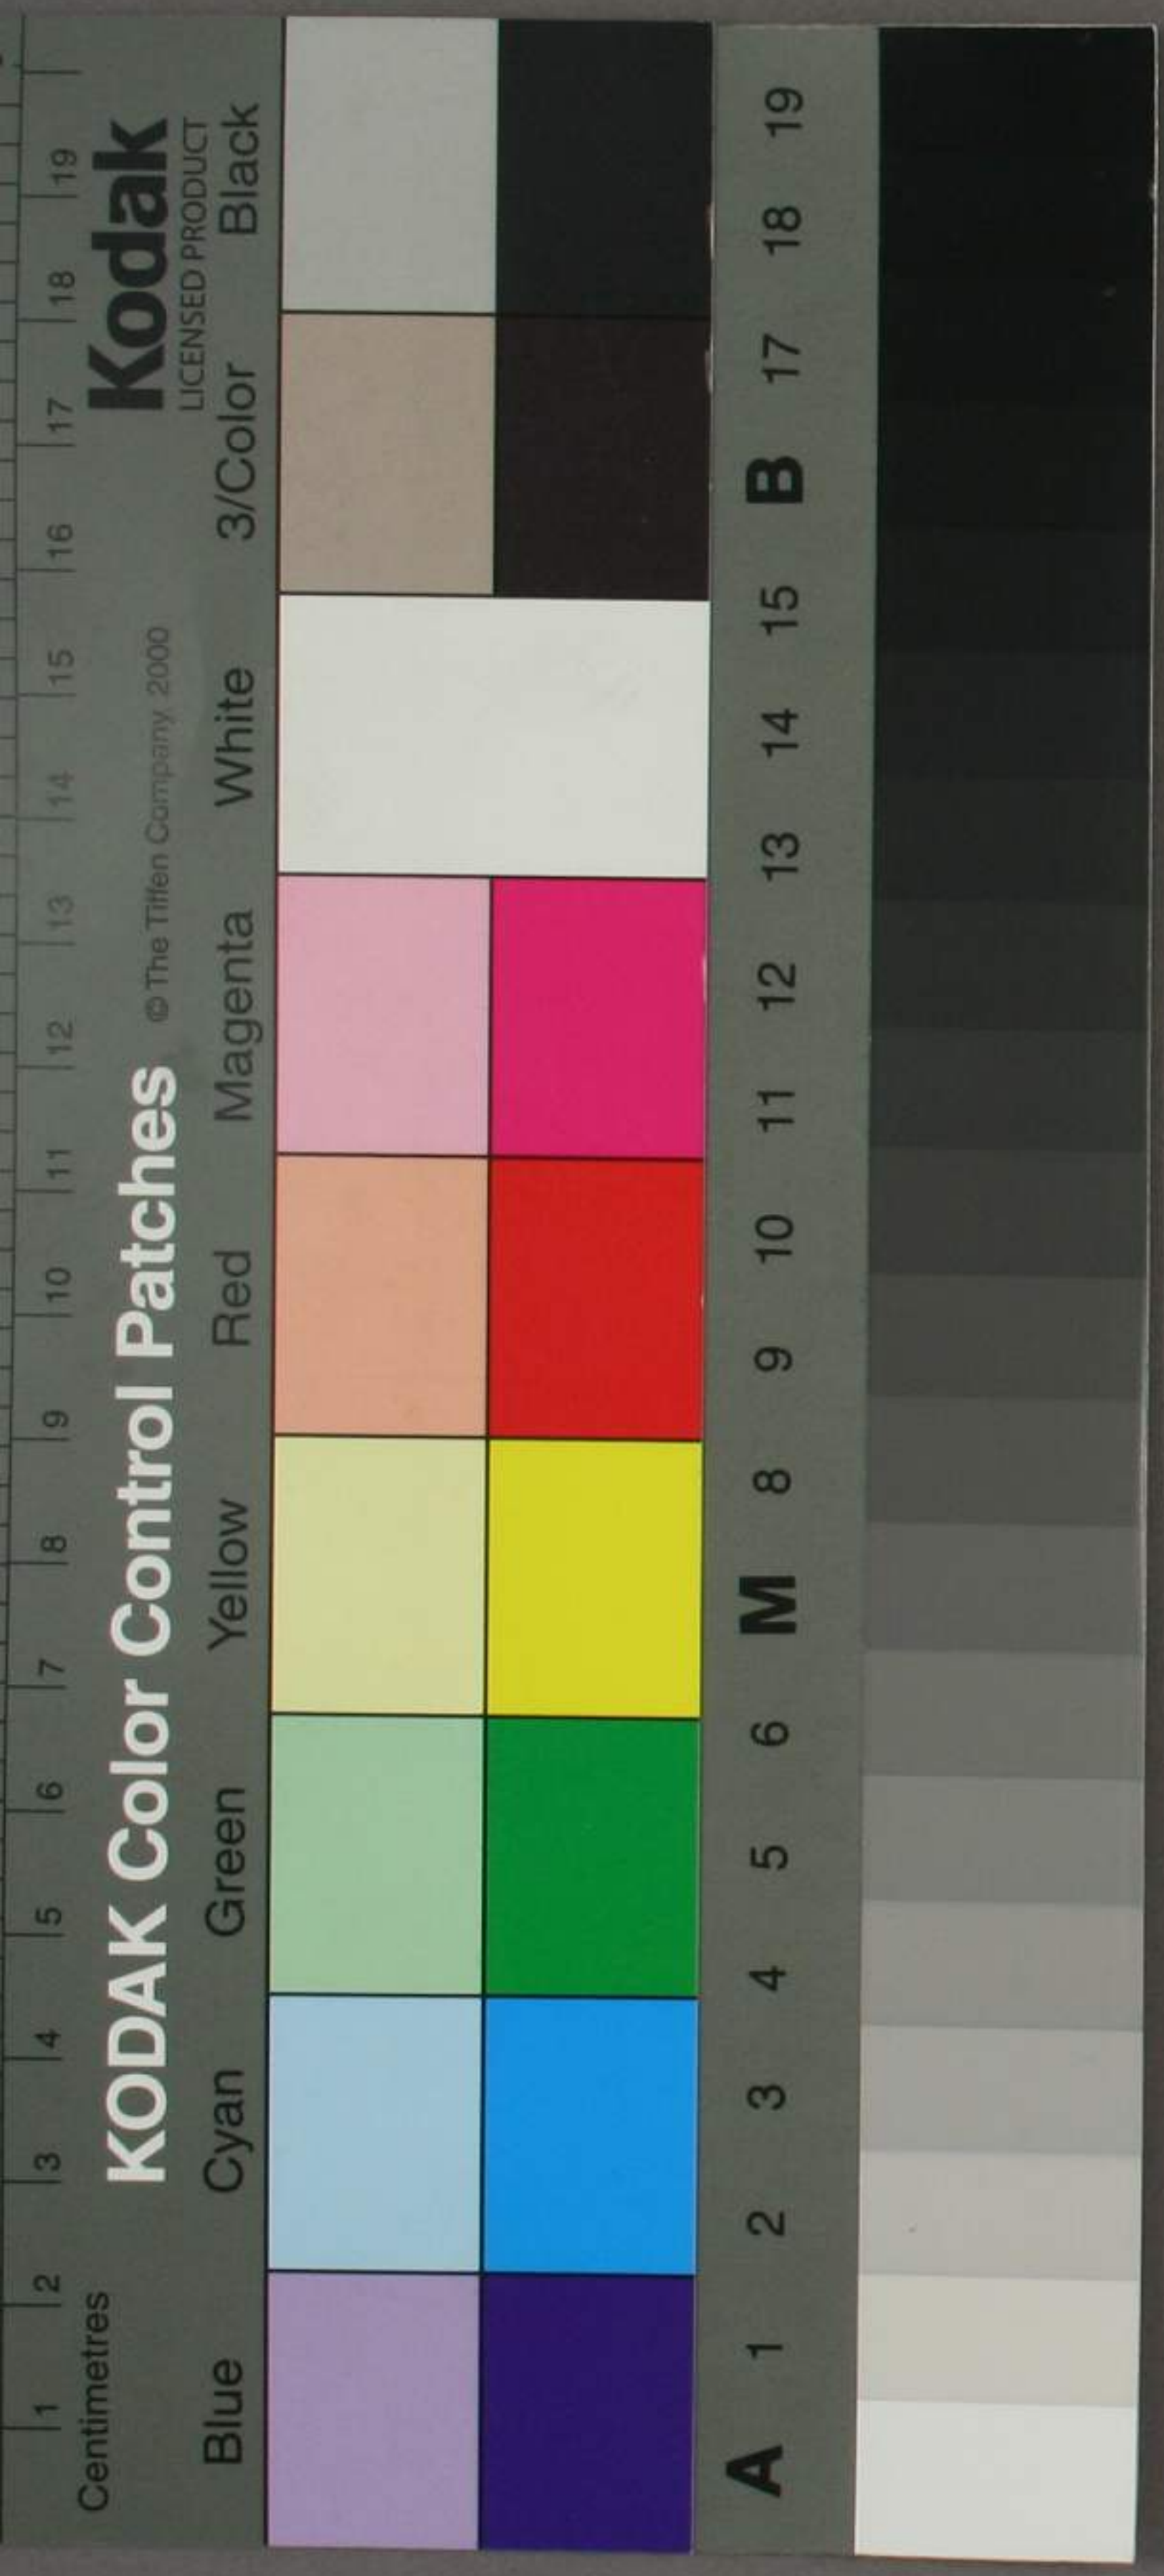 1 2 3 4 5 6 7 8 9 10 11 12 13 14 15 16 17 18 19
Centimetres
KODAK Color Control Patches © The Tiffen Company, 2000 Kodak
LICENSED PRODUCT
Blue Cyan Green Yellow Red Magenta White 3/Color Black
A 1 2 3 4 5 6 M 8 9 10 11 12 13 14 15 B 17 18 19